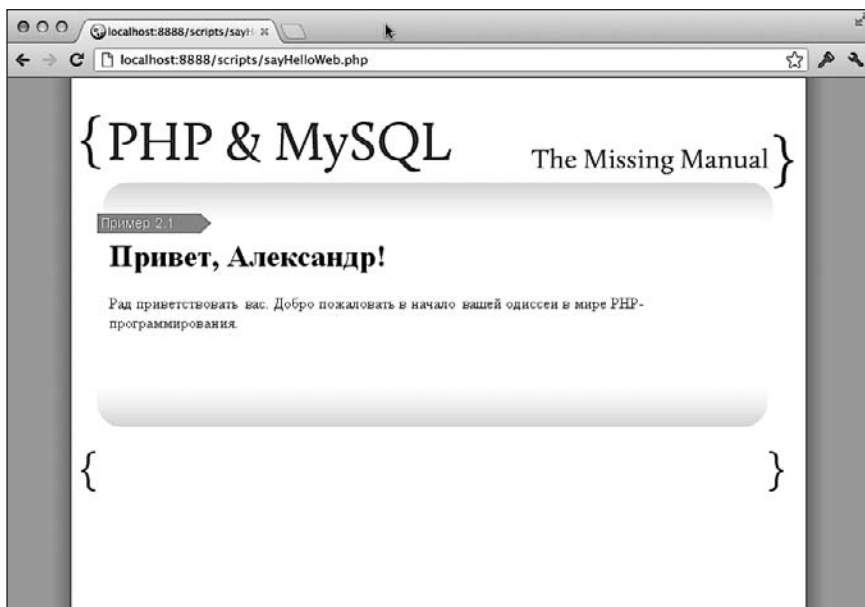 localhost:8888/scripts/sayH
localhost:8888/scripts/sayHelloWeb.php
{PHP & MySQL
The Missing Manual}
Пример 2.1
Привет, Александр!
Рад приветствовать вас. Добро пожаловать в начало вашей одиссеи в мире PHP-
программирования.
{ }